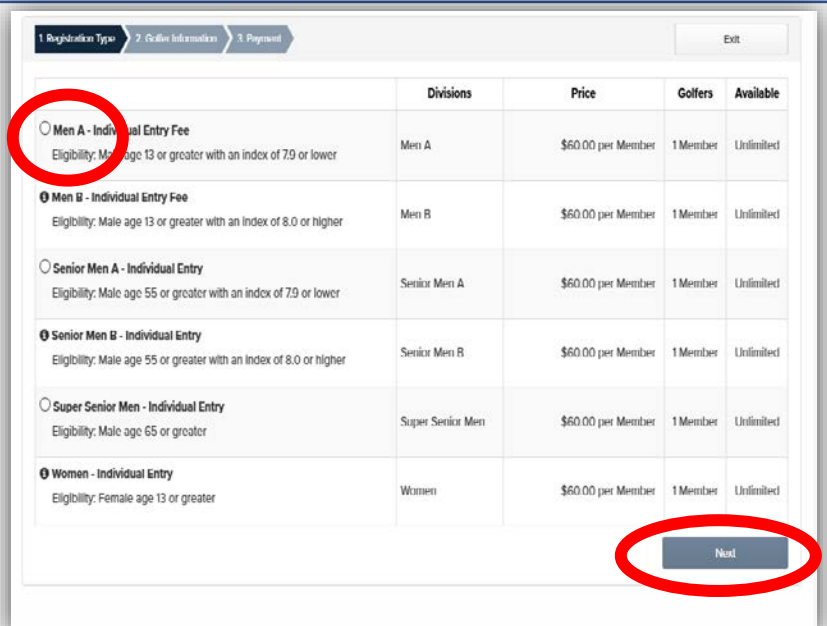 1. Registration Type 2. Golfer Information 3. Payment Exit
Divisions Price Golfers Available
Men A - Individual Entry Fee
Eligibility: Male age 13 or greater with an index of 7.9 or lower
Men A $60.00 per Member 1 Member Unlimited
Men B - Individual Entry Fee
Eligibility: Male age 13 or greater with an index of 8.0 or higher
Men B $60.00 per Member 1 Member Unlimited
Senior Men A - Individual Entry
Eligibility: Male age 55 or greater with an index of 7.9 or lower
Senior Men A $60.00 per Member 1 Member Unlimited
Senior Men B - Individual Entry
Eligibility: Male age 55 or greater with an index of 8.0 or higher
Senior Men B $60.00 per Member 1 Member Unlimited
Super Senior Men - Individual Entry
Eligibility: Male age 65 or greater
Super Senior Men $60.00 per Member 1 Member Unlimited
Women - Individual Entry
Eligibility: Female age 13 or greater
Women $60.00 per Member 1 Member Unlimited
Next